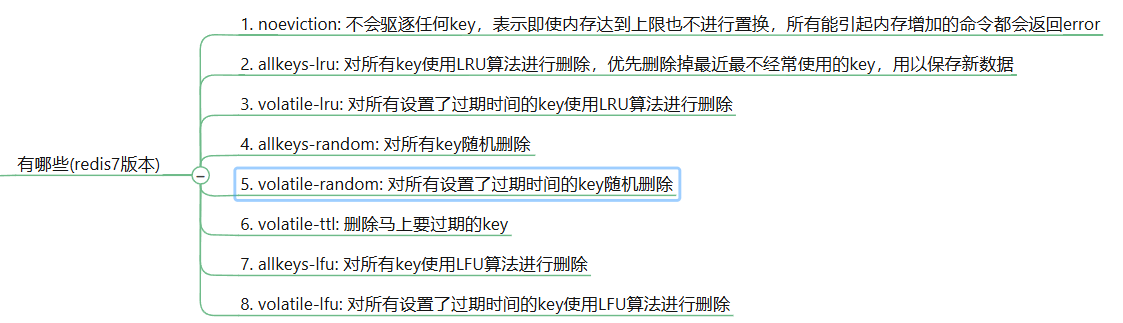 有哪些(redis7版本)
1. noeviction: 不会驱逐任何key，表示即使内存达到上限也不进行置换，所有能引起内存增加的命令都会返回error
2. allkeys-lru: 对所有key使用LRU算法进行删除，优先删除掉最近最不经常使用的key，用以保存新数据
3. volatile-lru: 对所有设置了过期时间的key使用LRU算法进行删除
4. allkeys-random: 对所有key随机删除
5. volatile-random: 对所有设置了过期时间的key随机删除
6. volatile-ttl: 删除马上要过期的key
7. allkeys-lfu: 对所有key使用LFU算法进行删除
8. volatile-lfu: 对所有设置了过期时间的key使用LFU算法进行删除